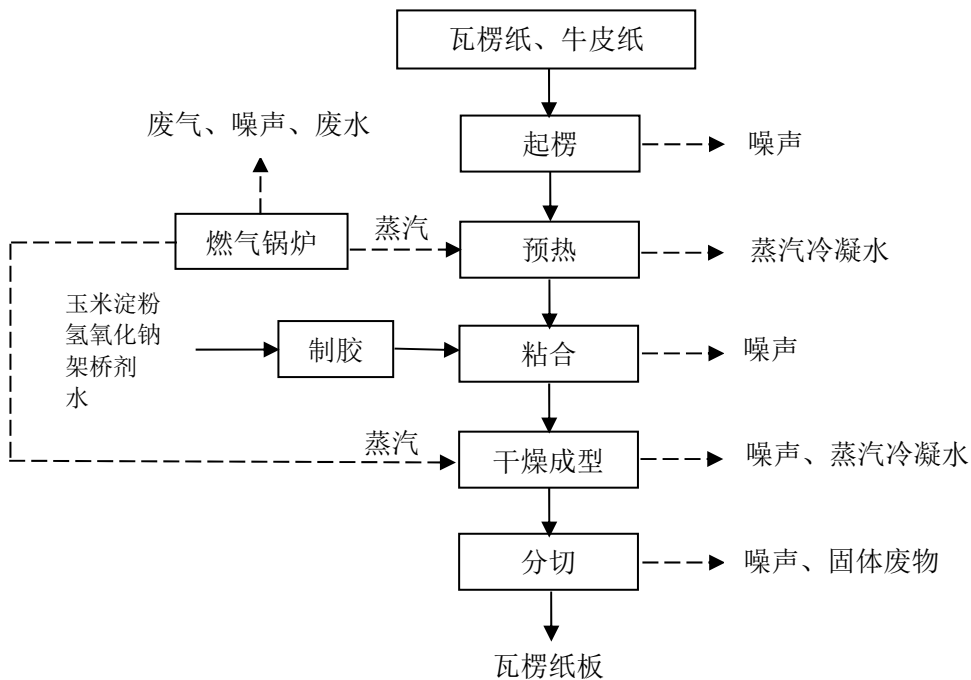 瓦楞纸、牛皮纸
废气、噪声、废水
起楞
噪声
燃气锅炉
蒸汽
预热
蒸汽冷凝水
玉米淀粉
氢氧化钠
架桥剂
水
制胶
粘合
噪声
蒸汽
干燥成型
噪声、蒸汽冷凝水
分切
噪声、固体废物
瓦楞纸板